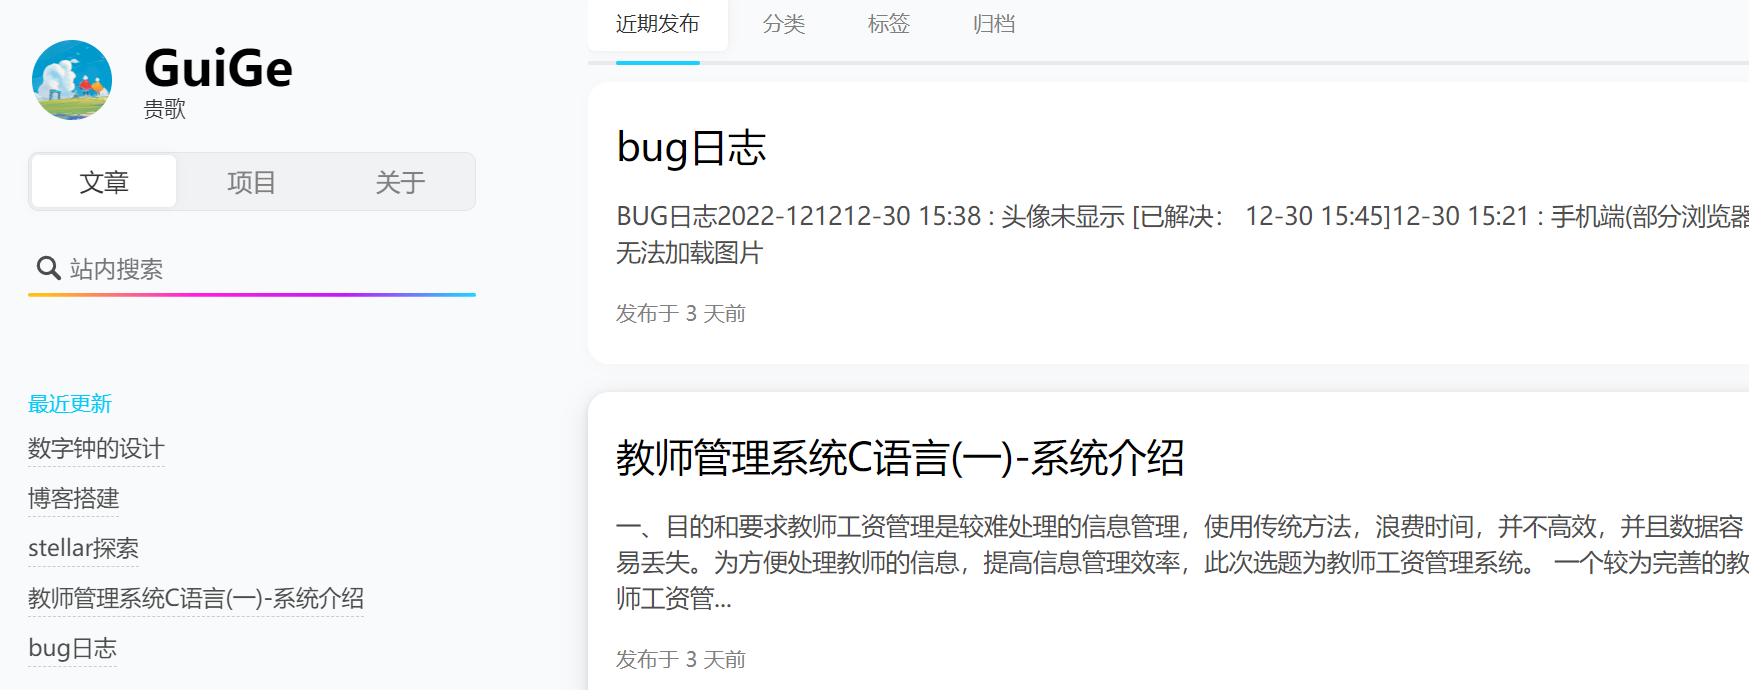 GuiGe
贵歌
文章 项目 关于
站内搜索
最近更新
数字钟的设计
博客搭建
stellar探索
教师管理系统C语言(一)-系统介绍
bug日志
近期发布 分类 标签 归档
bug日志
BUG日志2022-121212-30 15:38 : 头像未显示 [已解决： 12-30 15:45]12-30 15:21 : 手机端(部分浏览器
无法加载图片
发布于 3 天前
教师管理系统C语言(一)-系统介绍
一、目的和要求教师工资管理是较难处理的信息管理，使用传统方法，浪费时间，并不高效，并且数据容
易丢失。为方便处理教师的信息，提高信息管理效率，此次选题为教师工资管理系统。 一个较为完善的教
师工资管...
发布于 3 天前